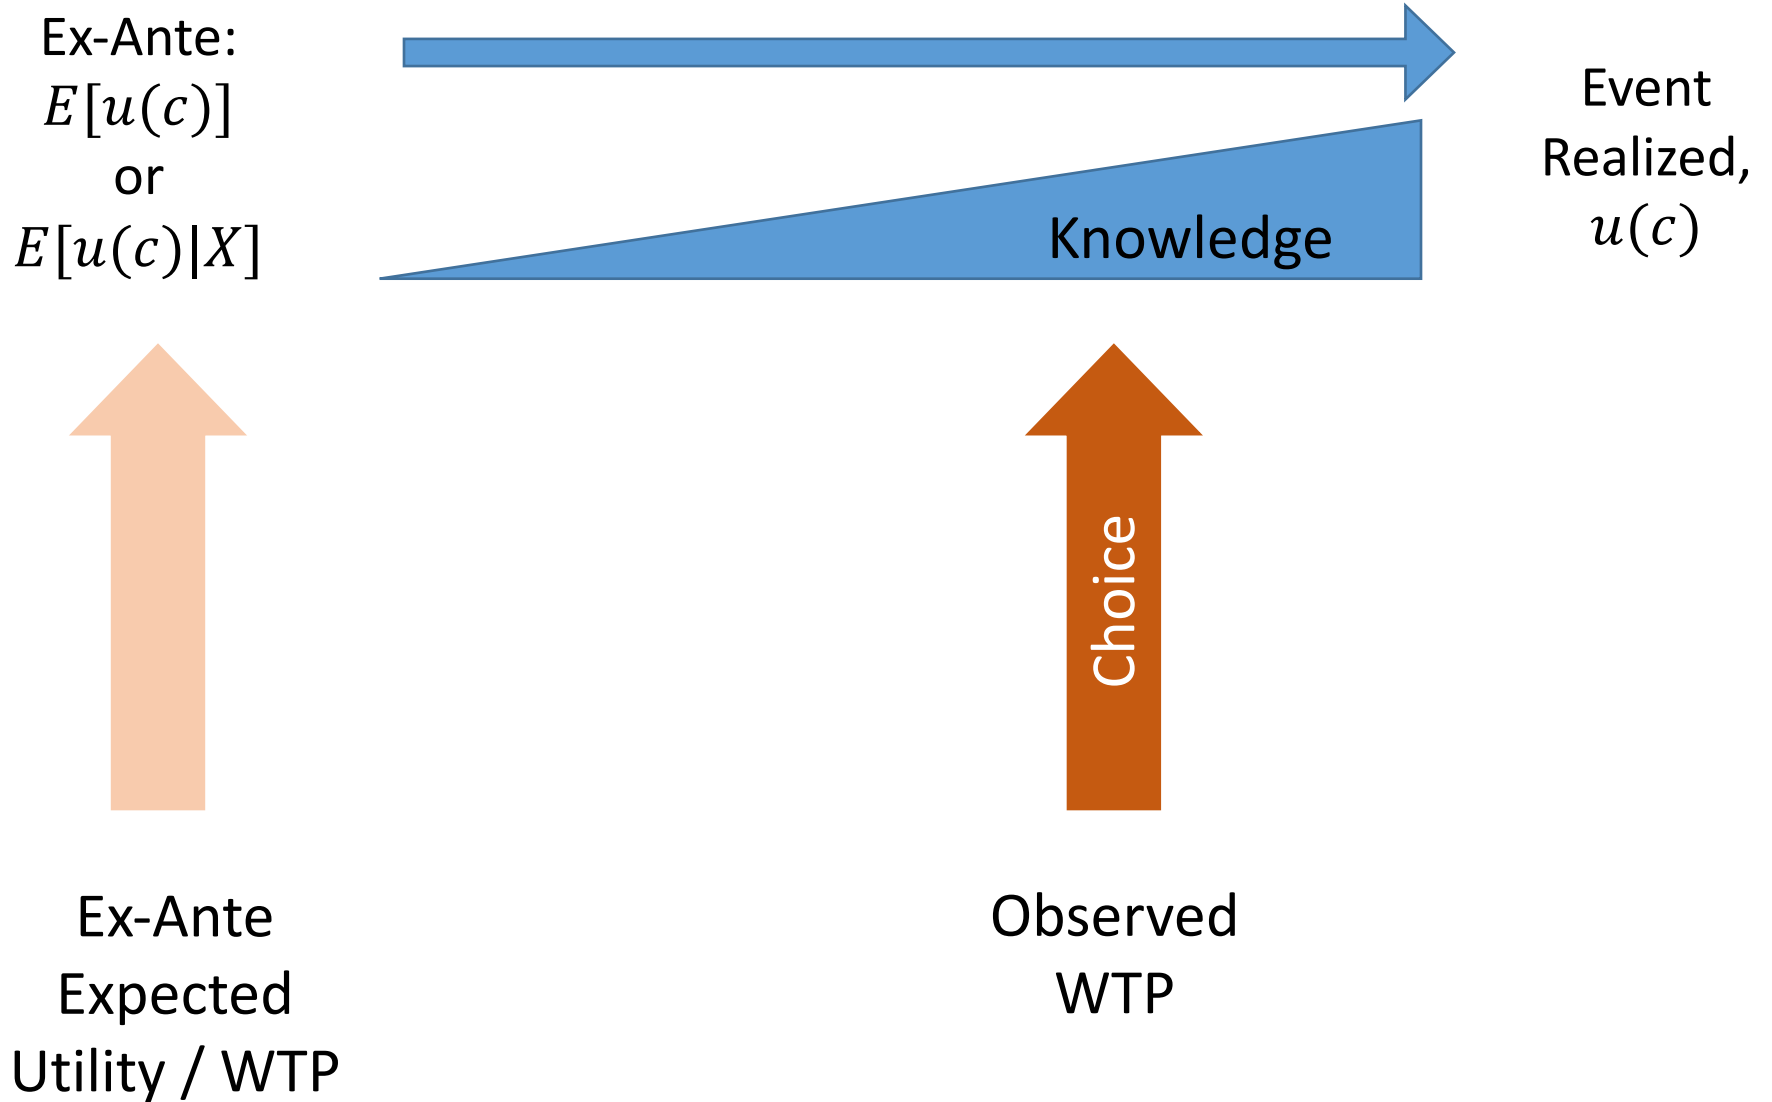 Ex-Ante:
E[u(c)]
or
E[u(c)|X]
Knowledge
Event
Realized,
u(c)
Choice
Ex-Ante
Expected
Utility / WTP
Observed
WTP